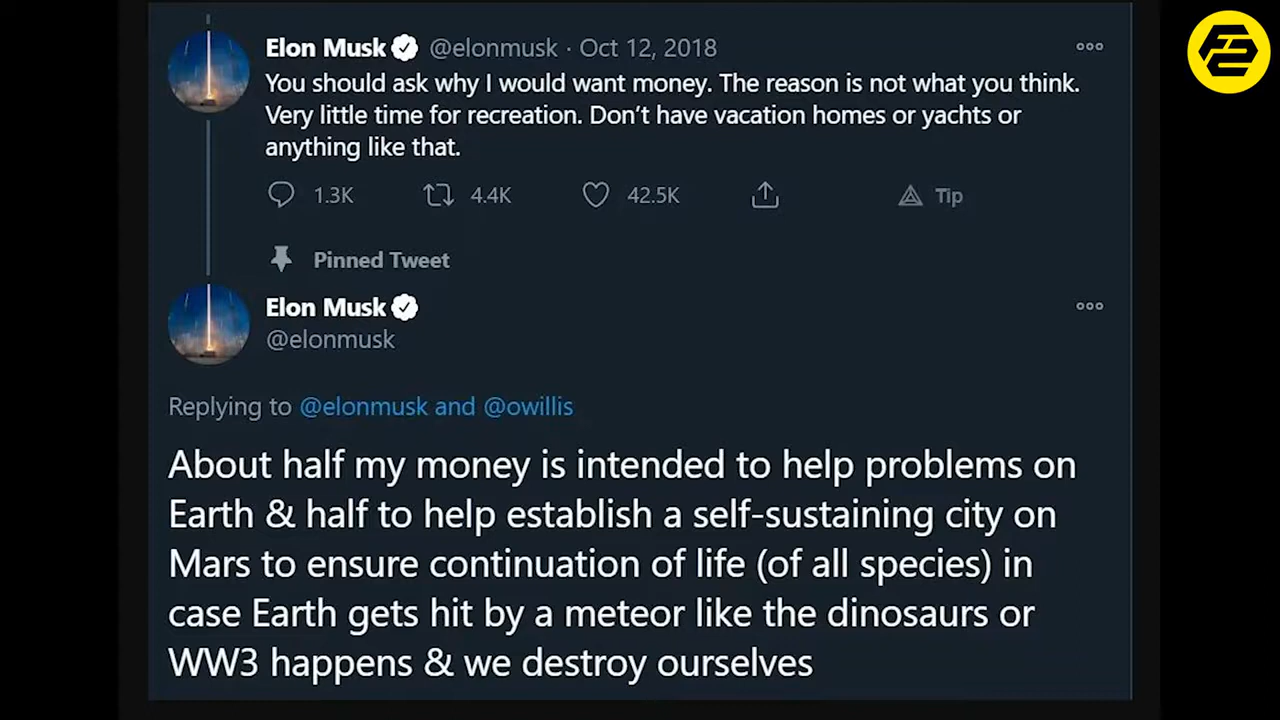 Elon Musk @elonmusk · Oct 12, 2018
You should ask why I would want money. The reason is not what you think.
Very little time for recreation. Don’t have vacation homes or yachts or
anything like that.
1.3K 4.4K 42.5K Tip
Pinned Tweet
Elon Musk
@elonmusk
Replying to @elonmusk and @owillis
About half my money is intended to help problems on
Earth & half to help establish a self-sustaining city on
Mars to ensure continuation of life (of all species) in
case Earth gets hit by a meteor like the dinosaurs or
WW3 happens & we destroy ourselves